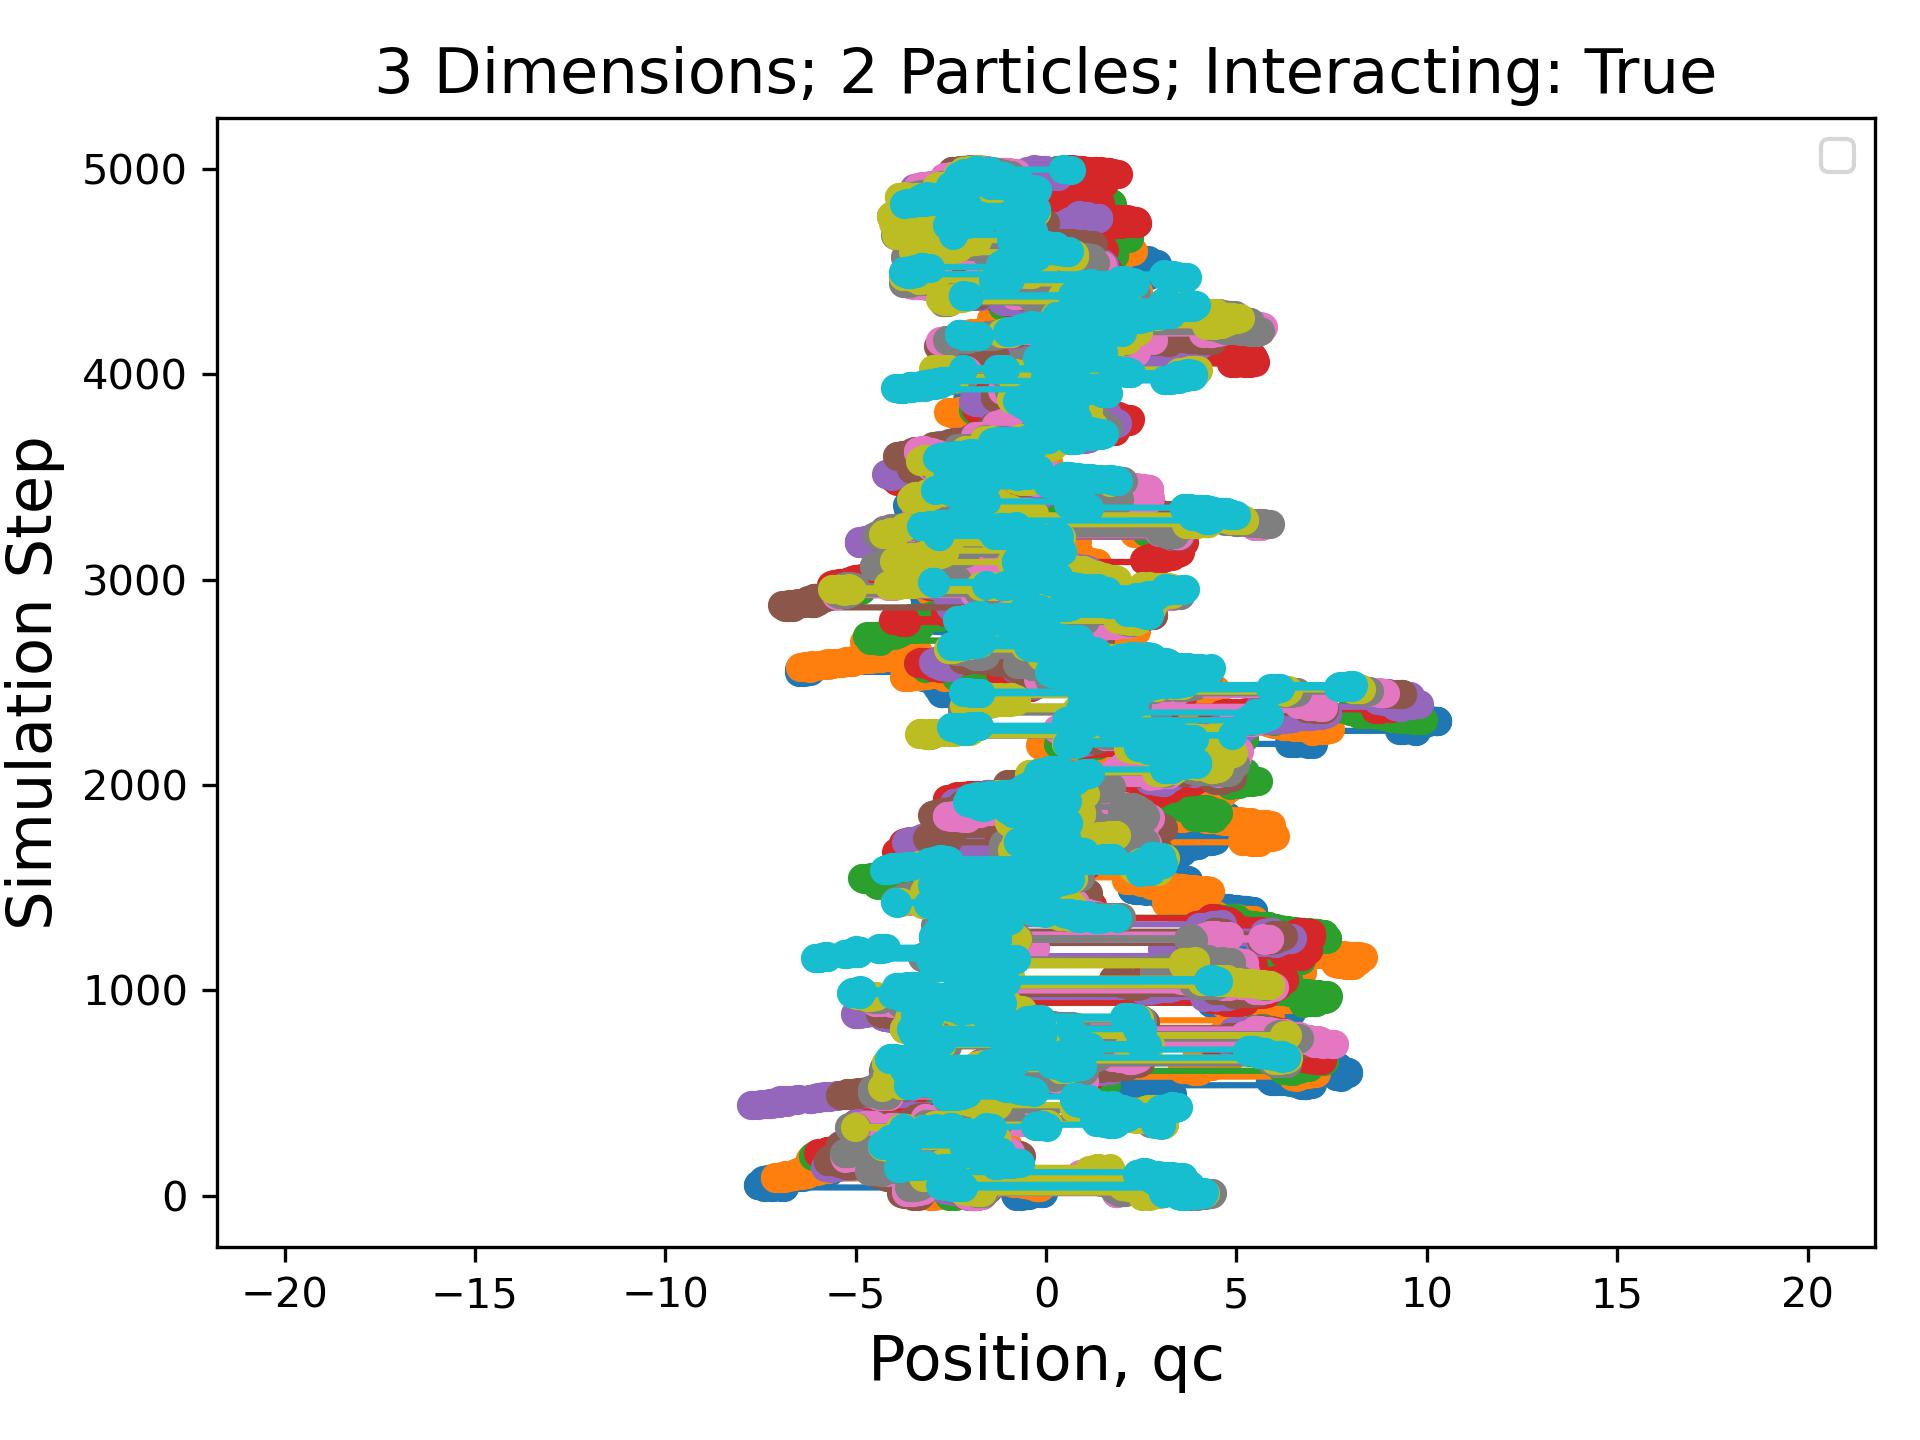 3 Dimensions; 2 Particles; Interacting: True
Simulation Step
5000
4000
3000
2000
1000
0
−20 −15 −10 −5 0 5 10 15 20
Position, qc